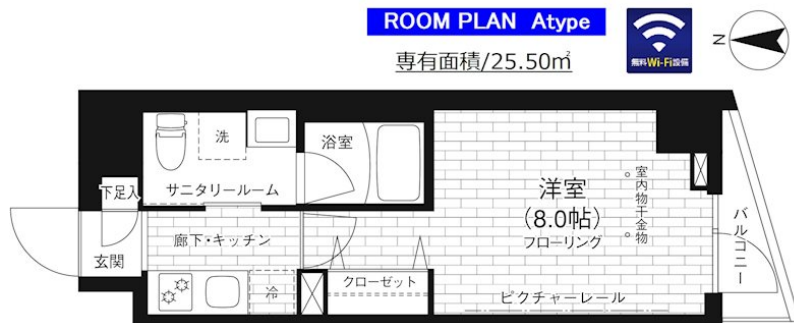 ROOM PLAN Atype
専有面積/25.50㎡
無料Wi-Fi設備
N
洗
浴室
下足入
サニタリールーム
洋室
(8.0帖)
フローリング
室内物干金物
バルコニー
玄関
廊下・キッチン
冷
クローゼット
ピクチャーレール